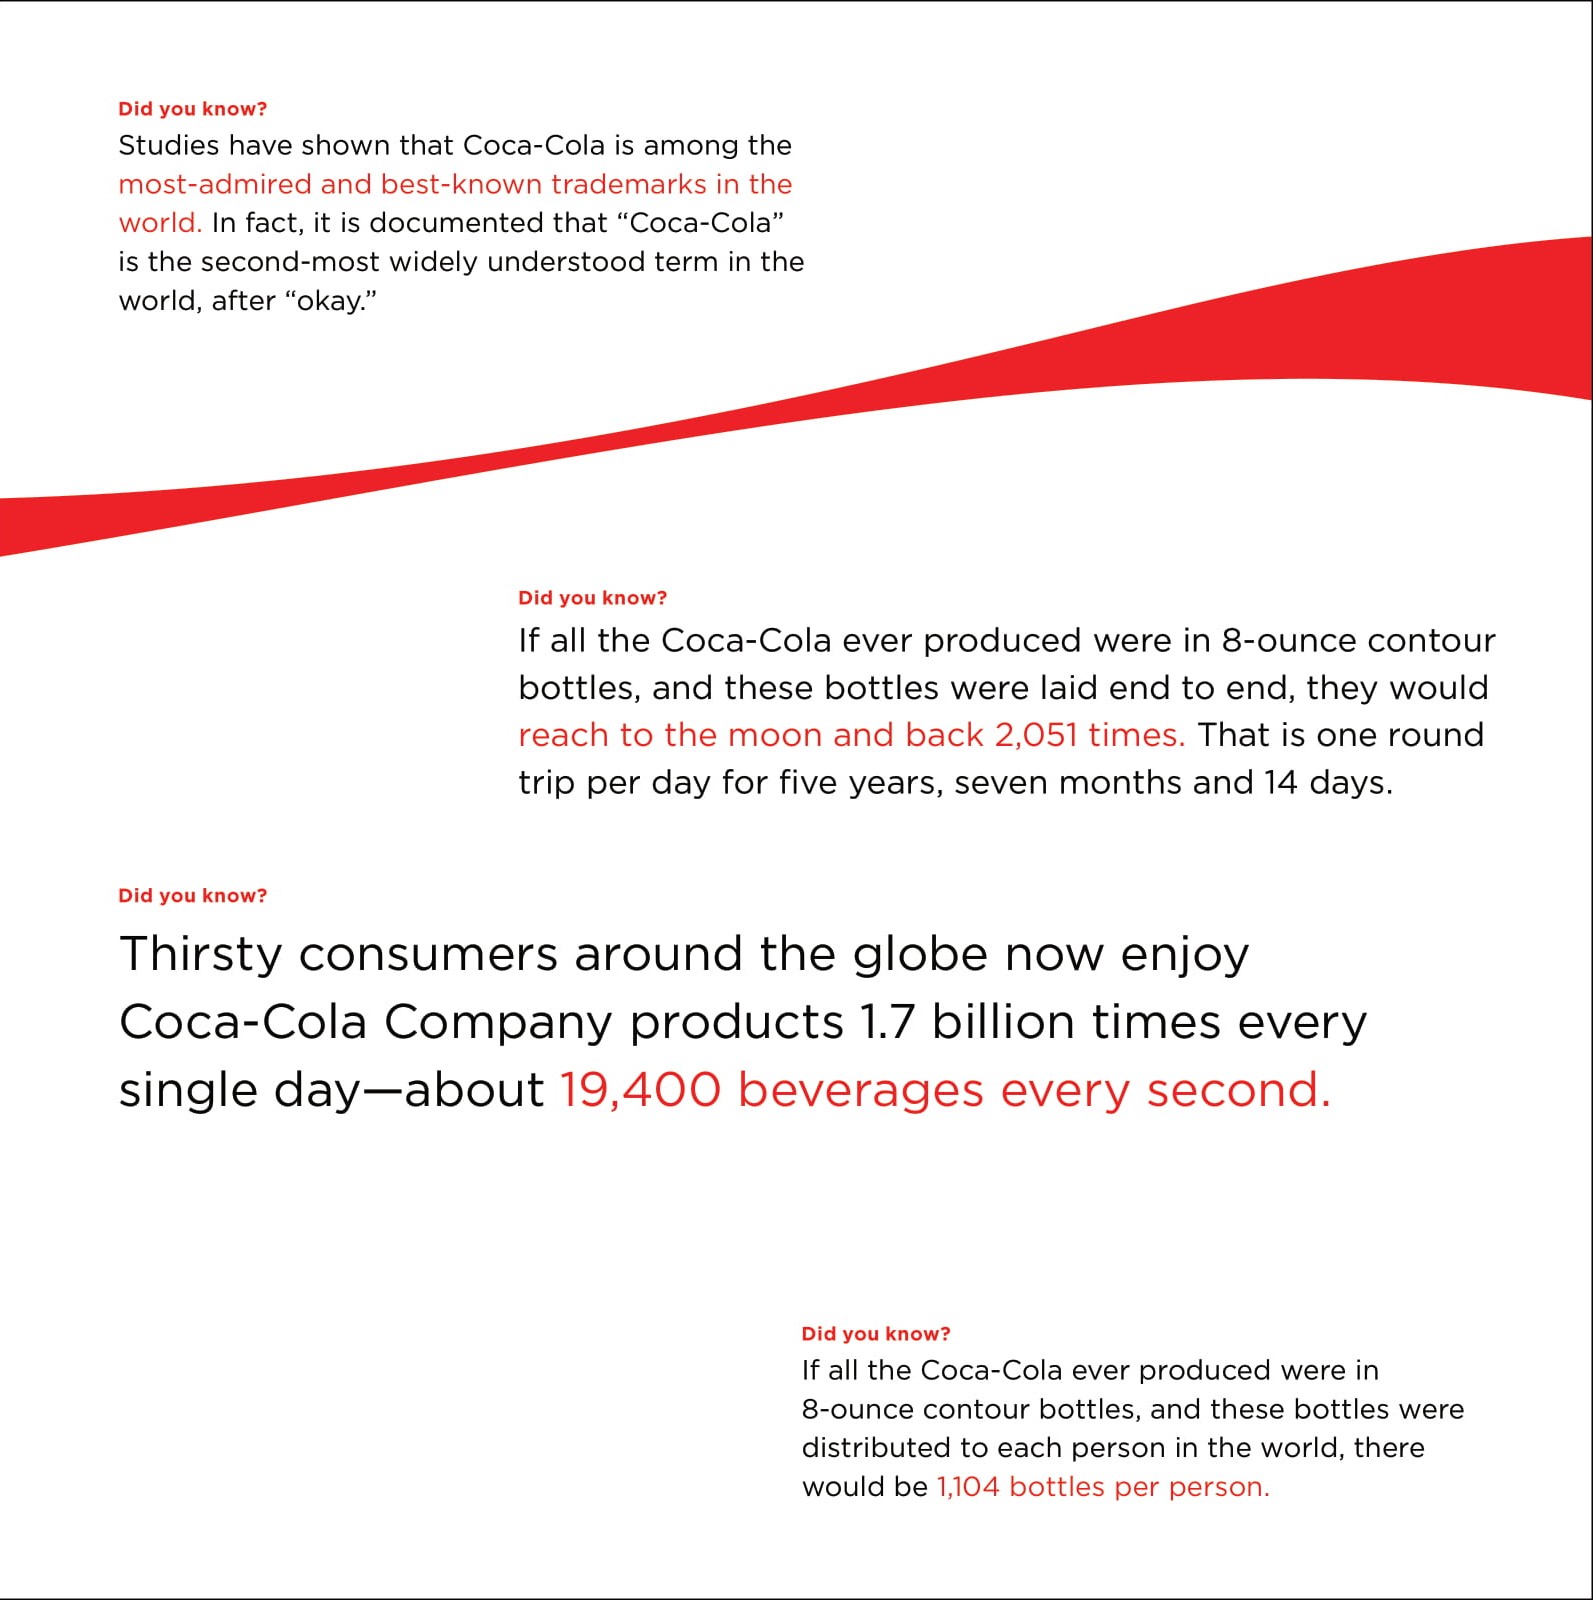 Did you know?
Studies have shown that Coca-Cola is among the
most-admired and best-known trademarks in the
world. In fact, it is documented that “Coca-Cola”
is the second-most widely understood term in the
world, after “okay.”
Did you know?
If all the Coca-Cola ever produced were in 8-ounce contour
bottles, and these bottles were laid end to end, they would
reach to the moon and back 2,051 times. That is one round
trip per day for five years, seven months and 14 days.
Did you know?
Thirsty consumers around the globe now enjoy
Coca-Cola Company products 1.7 billion times every
single day—about 19,400 beverages every second.
Did you know?
If all the Coca-Cola ever produced were in
8-ounce contour bottles, and these bottles were
distributed to each person in the world, there
would be 1,104 bottles per person.